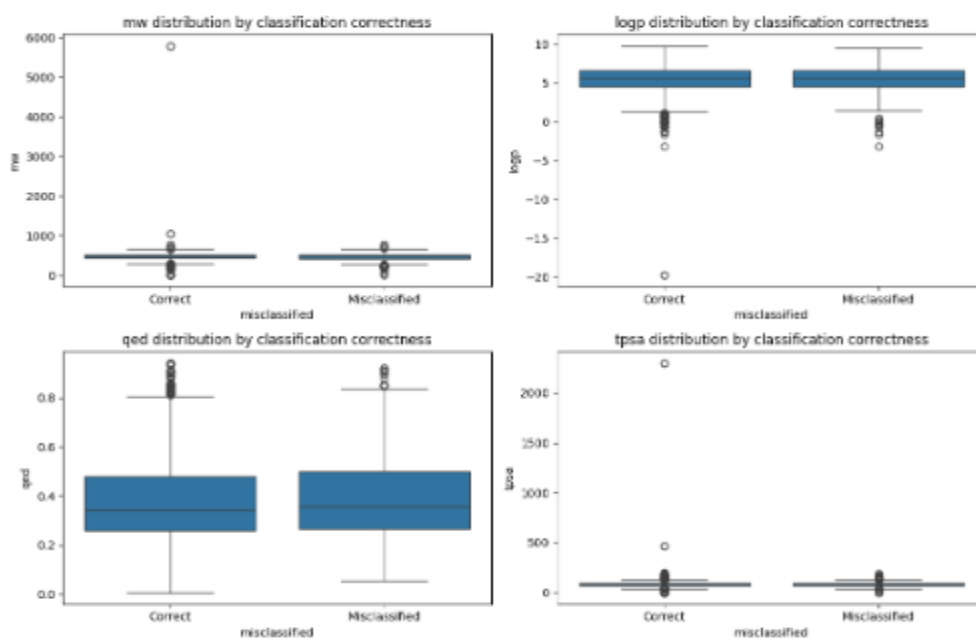 mw distribution by classification correctness
6000
5000
4000
3000
2000
1000
0
mw
Correct
Misclassified
misclassified
logp distribution by classification correctness
10
5
0
−5
−10
−15
−20
logp
Correct
Misclassified
misclassified
qed distribution by classification correctness
0.8
0.6
0.4
0.2
0.0
qed
Correct
Misclassified
misclassified
tpsa distribution by classification correctness
2000
1500
1000
500
0
tpsa
Correct
Misclassified
misclassified